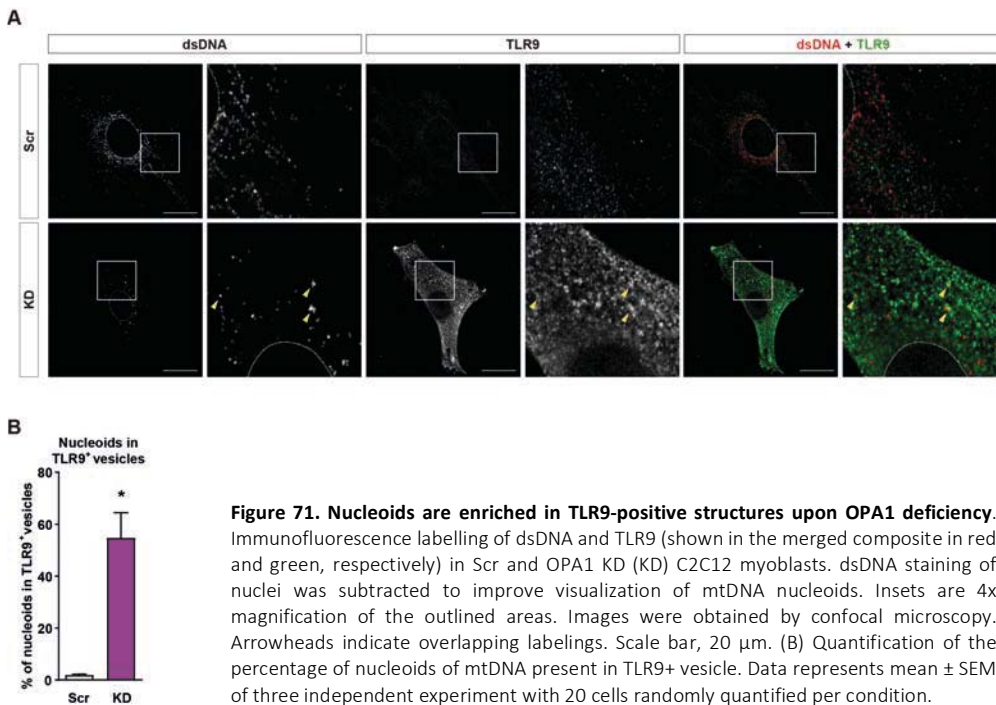 A
dsDNA TLR9 dsDNA + TLR9
Scr
KD
B
Nucleoids in
TLR9+ vesicles
% of nucleoids in TLR9+ vesicles
80
60
40
20
0
*
Scr KD
Figure 71. Nucleoids are enriched in TLR9-positive structures upon OPA1 deficiency.
Immunofluorescence labelling of dsDNA and TLR9 (shown in the merged composite in red
and green, respectively) in Scr and OPA1 KD (KD) C2C12 myoblasts. dsDNA staining of
nuclei was subtracted to improve visualization of mtDNA nucleoids. Insets are 4x
magnification of the outlined areas. Images were obtained by confocal microscopy.
Arrowheads indicate overlapping labelings. Scale bar, 20 µm. (B) Quantification of the
percentage of nucleoids of mtDNA present in TLR9+ vesicle. Data represents mean ± SEM
of three independent experiment with 20 cells randomly quantified per condition.